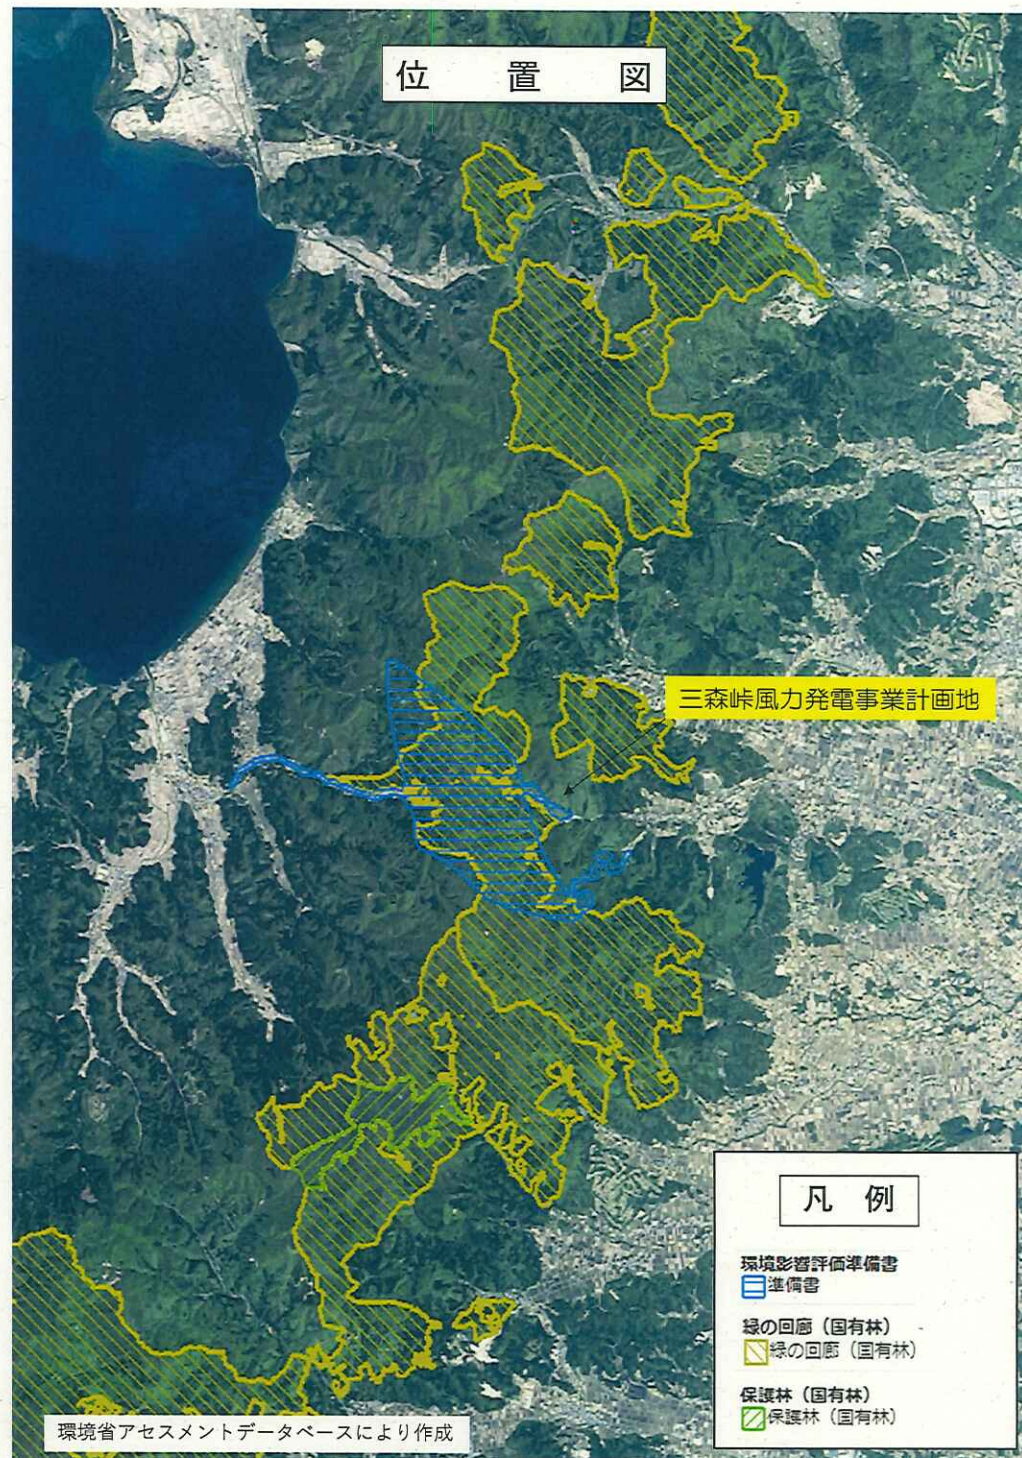 位置図
三森峠風力発電事業計画地
凡例
環境影響評価準備書
準備書
緑の回廊（国有林）
緑の回廊（国有林）
保護林（国有林）
保護林（国有林）
環境省アセスメントデータベースにより作成